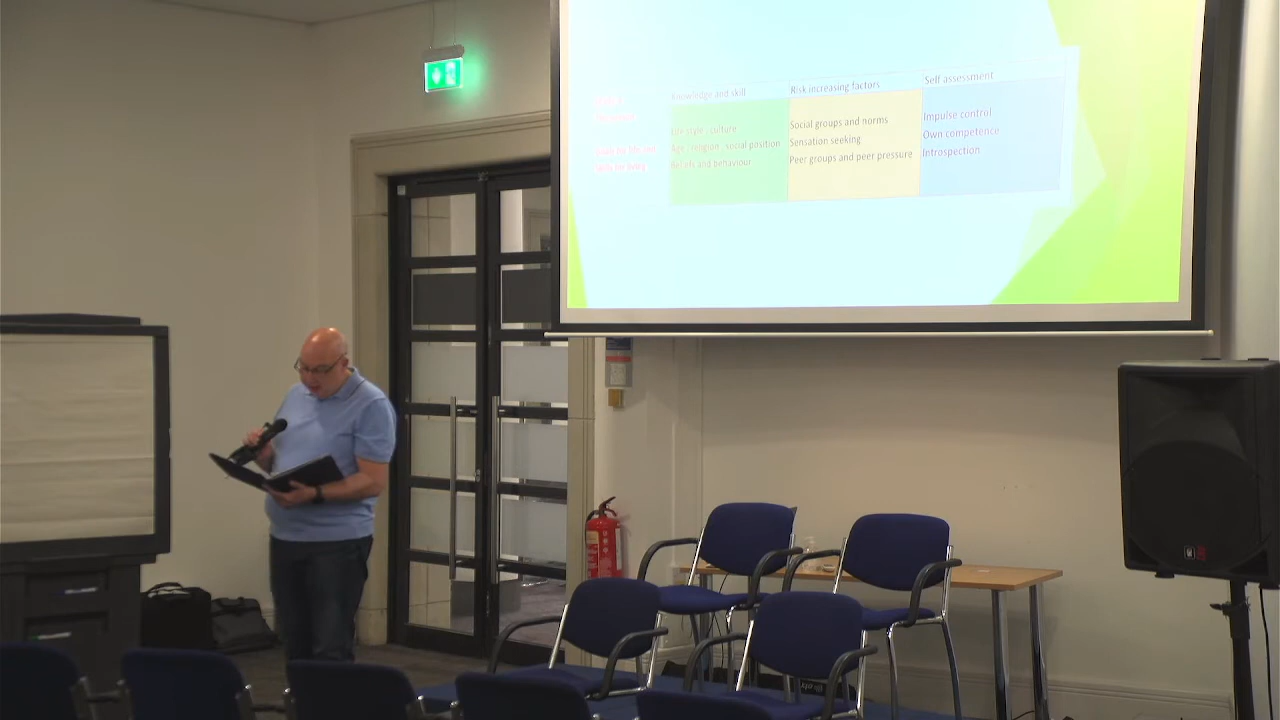 Knowledge and skill
Risk increasing factors
Self assessment
Life style , culture
Age , religion , social position
Beliefs and behaviour
Social groups and norms
Sensation seeking
Peer groups and peer pressure
Impulse control
Own competence
Introspection